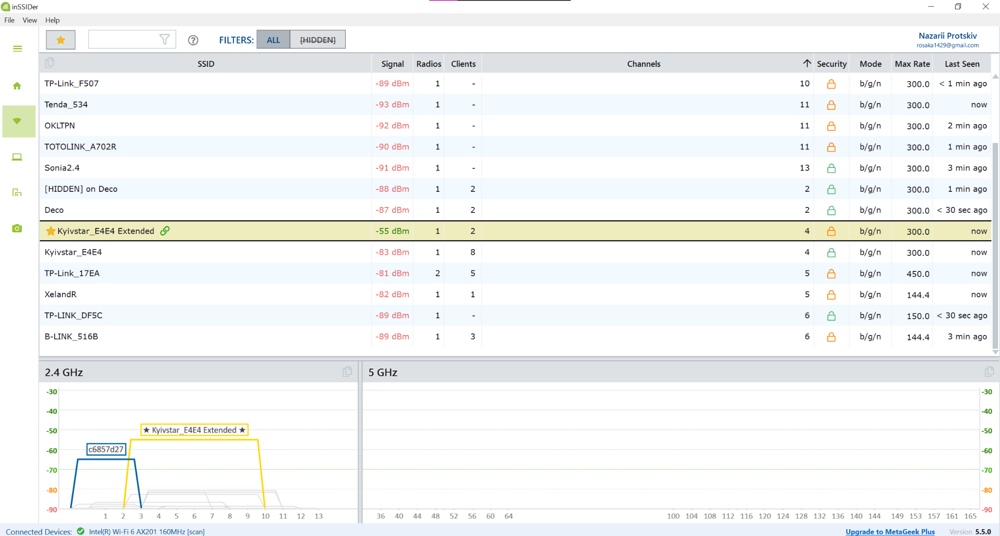 inSSIDer
File View Help
FILTERS: ALL [HIDDEN]
Nazarii Protskiv
rosaka1429@gmail.com
SSID Signal Radios Clients Channels Security Mode Max Rate Last Seen
TP-Link_F507 -89 dBm 1 - 10 b/g/n 300.0 < 1 min ago
Tenda_534 -93 dBm 1 - 11 b/g/n 300.0 now
OKLTPN -92 dBm 1 - 11 b/g/n 300.0 2 min ago
TOTOLINK_A702R -90 dBm 1 - 11 b/g/n 300.0 1 min ago
Sonia2.4 -91 dBm 1 - 13 b/g/n 300.0 3 min ago
[HIDDEN] on Deco -88 dBm 1 2 2 b/g/n 300.0 1 min ago
Deco -87 dBm 1 2 2 b/g/n 300.0 < 30 sec ago
Kyivstar_E4E4 Extended -55 dBm 1 2 4 b/g/n 300.0 now
Kyivstar_E4E4 -83 dBm 1 8 4 b/g/n 300.0 now
TP-Link_17EA -81 dBm 2 5 5 b/g/n 450.0 now
XelandR -82 dBm 1 1 5 b/g/n 144.4 now
TP-LINK_DF5C -89 dBm 1 - 6 b/g/n 150.0 < 30 sec ago
B-LINK_516B -89 dBm 1 3 6 b/g/n 144.4 3 min ago
2.4 GHz
-30
-40
-50
-60
-70
-80
-90
★ Kyivstar_E4E4 Extended ★
c6857d27
1 2 3 4 5 6 7 8 9 10 11 12 13
5 GHz
-30
-40
-50
-60
-70
-80
-90
36 40 44 48 52 56 60 64 100 104 108 112 116 120 124 128 132 136 140 144 149 153 157 161 165
Connected Devices: Intel(R) Wi-Fi 6 AX201 160MHz [scan]
Upgrade to MetaGeek Plus Version 5.5.0